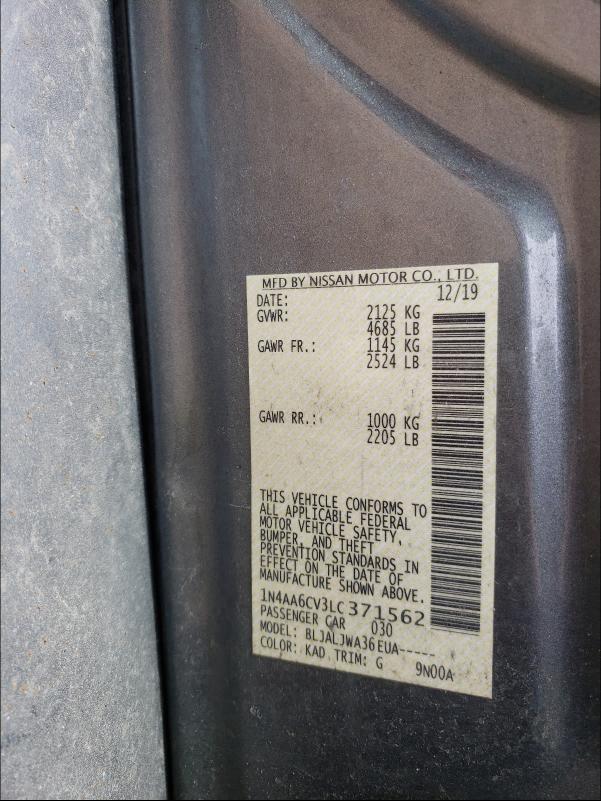 MFD BY NISSAN MOTOR CO., LTD.
DATE: 12/19
GVWR: 2125 KG
4685 LB
GAWR FR.: 1145 KG
2524 LB
GAWR RR.: 1000 KG
2205 LB
THIS VEHICLE CONFORMS TO
ALL APPLICABLE FEDERAL
MOTOR VEHICLE SAFETY,
BUMPER, AND THEFT
PREVENTION STANDARDS IN
EFFECT ON THE DATE OF
MANUFACTURE SHOWN ABOVE.
1N4AA6CV3LC371562
PASSENGER CAR 030
MODEL: BLJALJWA36EUA-----
COLOR: KAD TRIM: G 9N00A